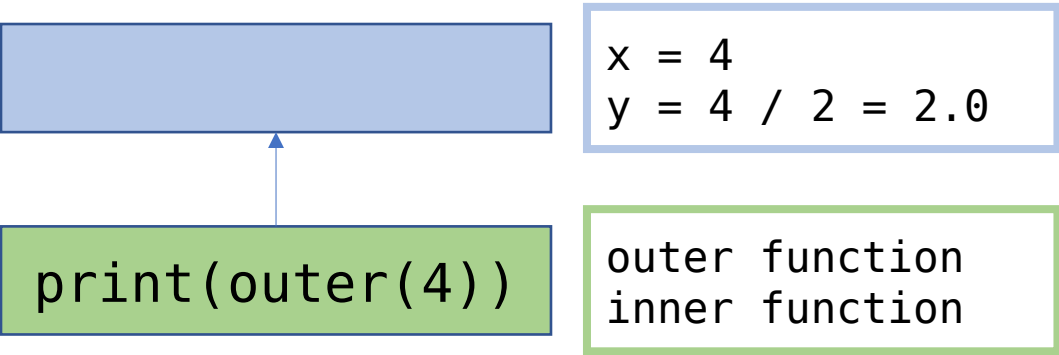 x = 4
y = 4 / 2 = 2.0
print(outer(4))
outer function
inner function